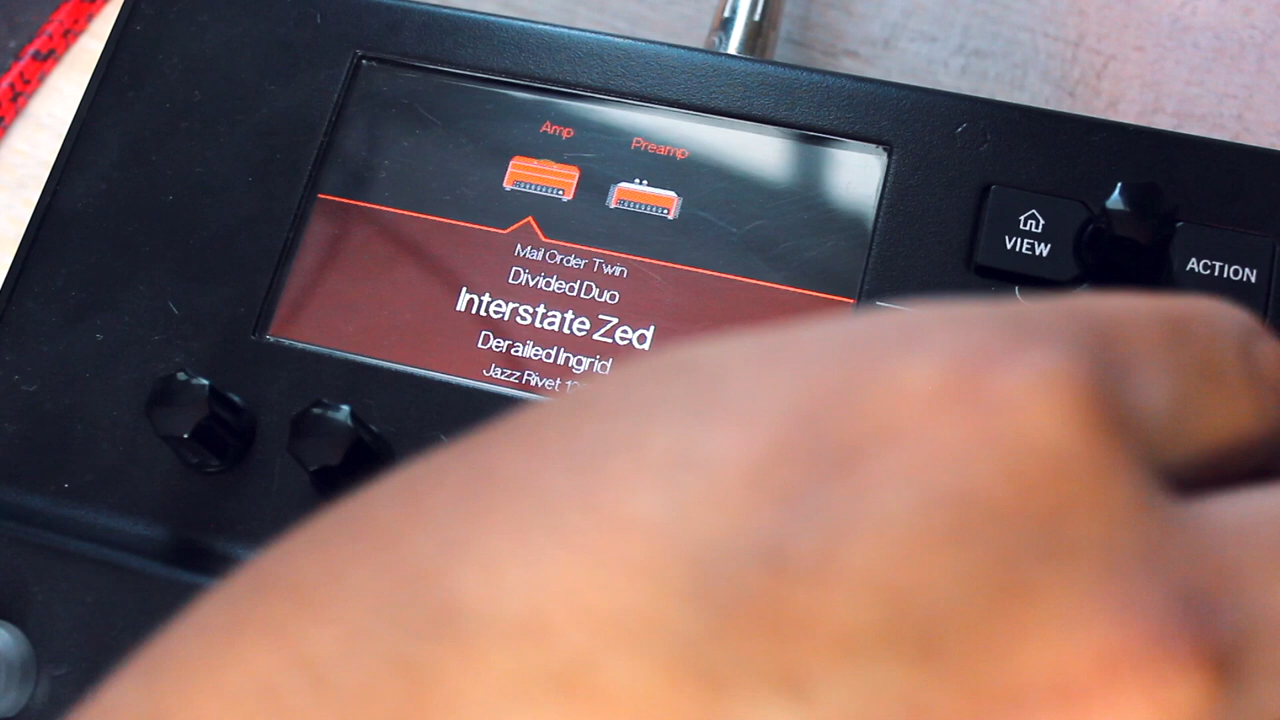 Amp
Preamp
Mail Order Twin
Divided Duo
Interstate Zed
Derailed Ingrid
Jazz Rivet
VIEW
ACTION